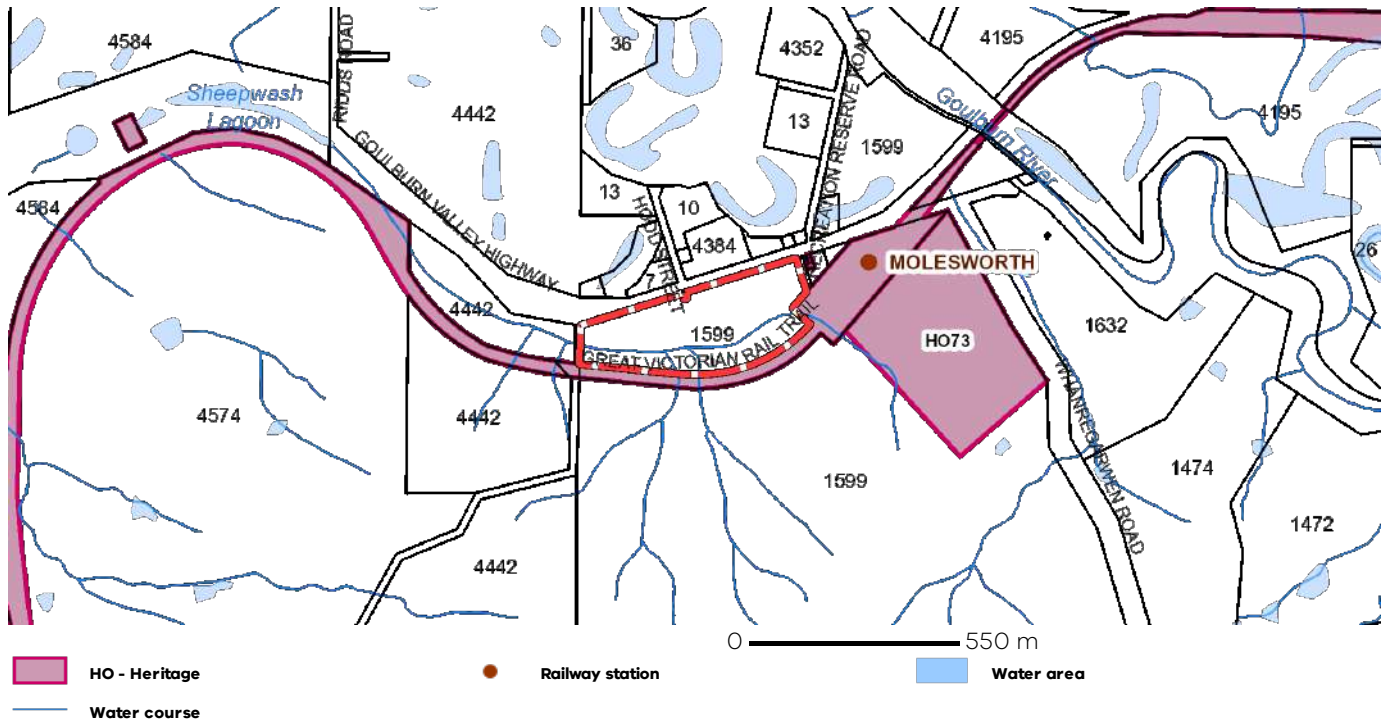 4584
RIDDS ROAD
36
4352
4195
Sheepwash
Lagoon
4442
13
RECREATION RESERVE ROAD
1599
Goulburn River
4195
GOULBURN VALLEY HIGHWAY
4584
13
HODDS STREET
10
4384
7
MOLESWORTH
26
4442
1599
GREAT VICTORIAN RAIL TRAIL
HO73
1632
WHANREGARWEN ROAD
4574
4442
1599
1474
1472
4442
0 550 m
HO - Heritage
Railway station
Water area
Water course